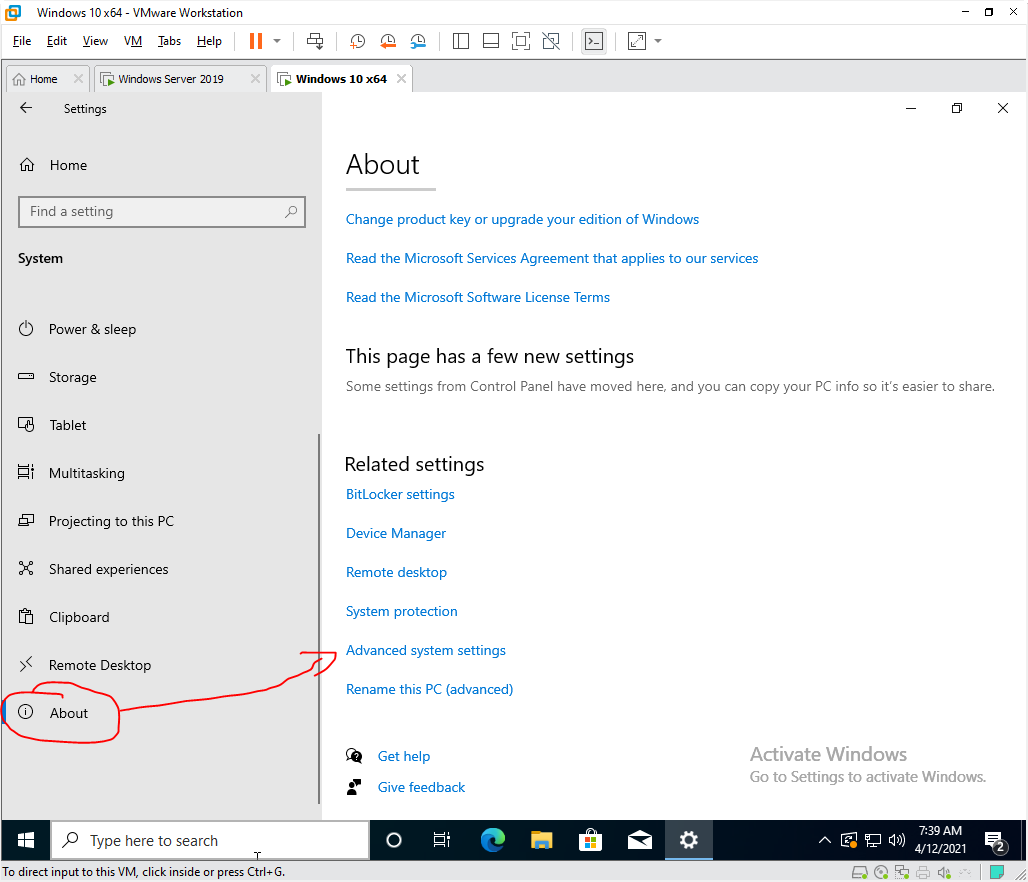 Windows 10 x64 - VMware Workstation
File Edit View VM Tabs Help
Home Windows Server 2019 Windows 10 x64
Settings
Home
Find a setting
System
Power & sleep
Storage
Tablet
Multitasking
Projecting to this PC
Shared experiences
Clipboard
Remote Desktop
About
About
Change product key or upgrade your edition of Windows
Read the Microsoft Services Agreement that applies to our services
Read the Microsoft Software License Terms
This page has a few new settings
Some settings from Control Panel have moved here, and you can copy your PC info so it's easier to share.
Related settings
BitLocker settings
Device Manager
Remote desktop
System protection
Advanced system settings
Rename this PC (advanced)
Get help
Give feedback
Activate Windows
Go to Settings to activate Windows.
Type here to search
7:39 AM
4/12/2021
2
To direct input to this VM, click inside or press Ctrl+G.